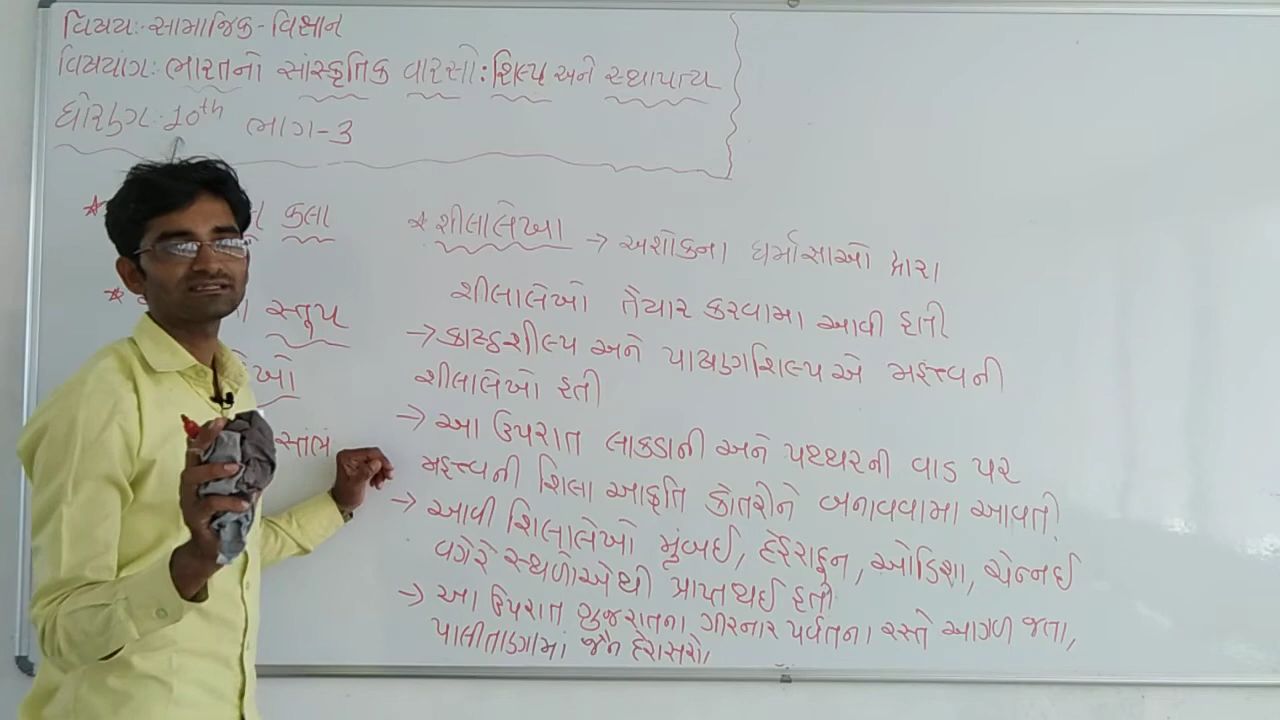 વિષય:- સામાજિક - વિજ્ઞાન
વિષયાંગ:- ભારતનો સાંસ્કૃતિક વારસો : શિલ્પ અને સ્થાપત્ય
ધોરણ:- 10th ભાગ-3
* કલા
* સ્તૂપ
ખો
સ્તંભ
* શીલાલેખો → અશોકના દ્વારા
શીલાલેખો તૈયાર કરવામા આવી હતી
→ કાષ્ઠશીલ્પ અને પાષાણશિલ્પ એ મહત્ત્વની
શીલાલેખો હતી
→ આ ઉપરાત લાકડાની અને પથ્થરની વાડ પર
મહત્ત્વની શિલા આકૃતિ કોતરીને બનાવવામા આવતી.
→ આવી શિલાલેખો મુંબઈ, ઓડિશા, ચેન્નઈ
વગેરે સ્થળોએથી પ્રાપ્ત થઈ હતી
→ આ ઉપરાત ગુજરાતના ગીરનાર પર્વતના રસ્તે આગળ જતા,
પાલીતાણામાં જૈન દેરાસરો,